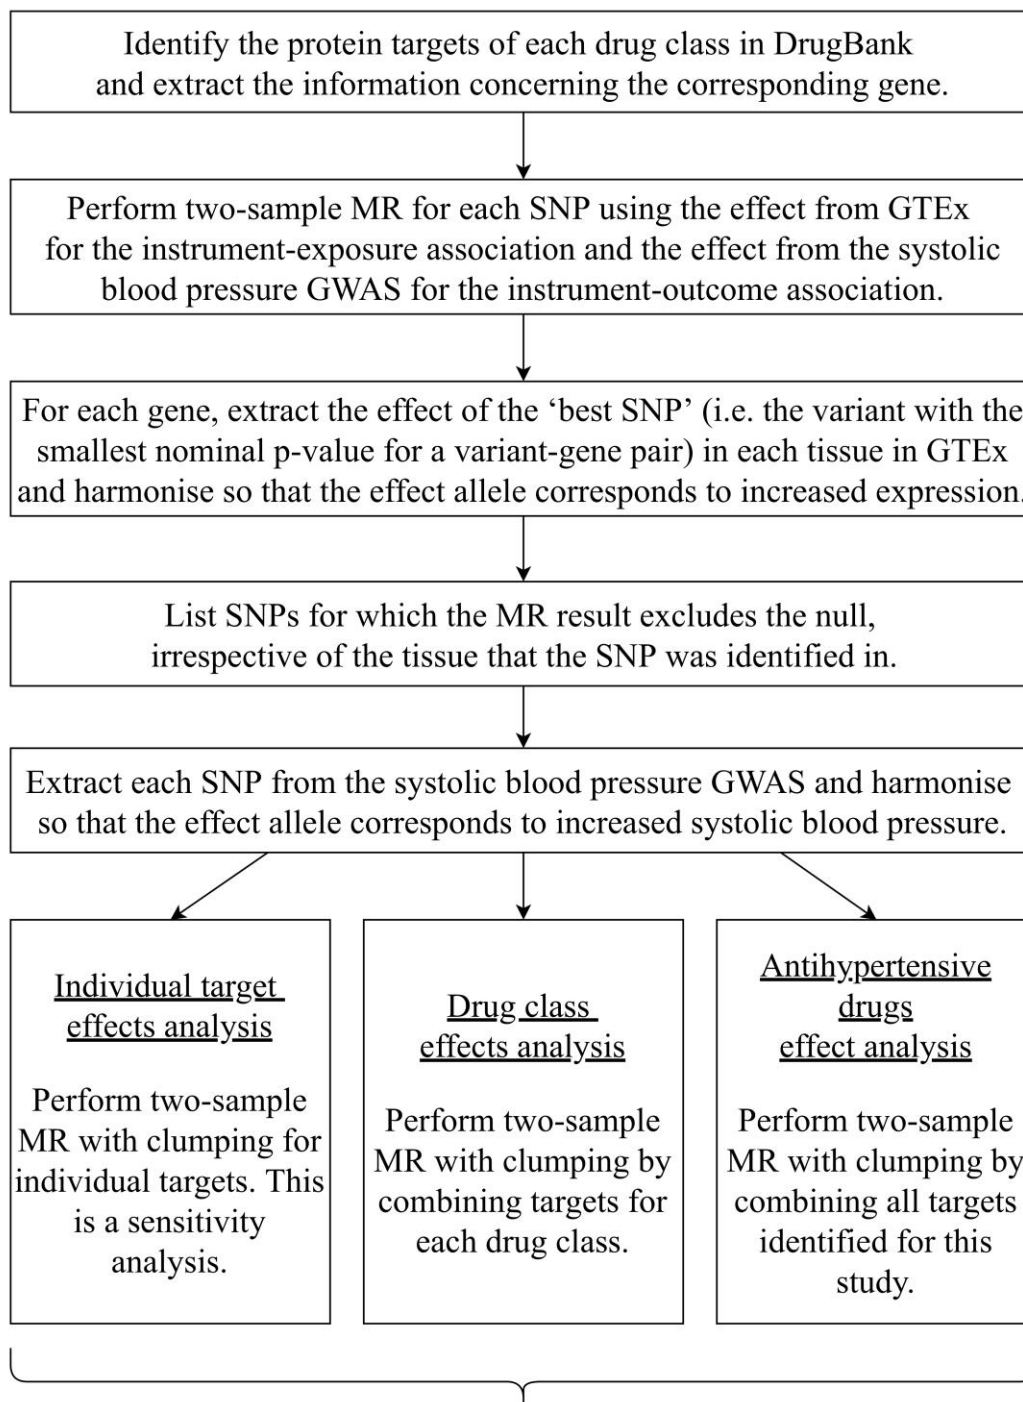 Identify the protein targets of each drug class in DrugBank
and extract the information concerning the corresponding gene.
Perform two-sample MR for each SNP using the effect from GTEx
for the instrument-exposure association and the effect from the systolic
blood pressure GWAS for the instrument-outcome association.
For each gene, extract the effect of the ‘best SNP’ (i.e. the variant with the
smallest nominal p-value for a variant-gene pair) in each tissue in GTEx
and harmonise so that the effect allele corresponds to increased expression.
List SNPs for which the MR result excludes the null,
irrespective of the tissue that the SNP was identified in.
Extract each SNP from the systolic blood pressure GWAS and harmonise
so that the effect allele corresponds to increased systolic blood pressure.
Individual target
effects analysis
Perform two-sample
MR with clumping for
individual targets. This
is a sensitivity
analysis.
Drug class
effects analysis
Perform two-sample
MR with clumping by
combining targets for
each drug class.
Antihypertensive
drugs
effect analysis
Perform two-sample
MR with clumping by
combining all targets
identified for this
study.